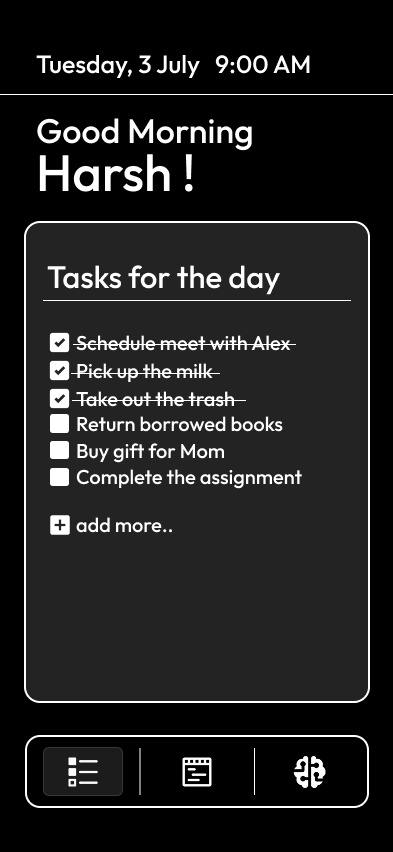 Tuesday, 3 July 9:00 AM
Good Morning
Harsh !
Tasks for the day
Schedule meet with Alex
Pick up the milk
Take out the trash
Return borrowed books
Buy gift for Mom
Complete the assignment
add more..